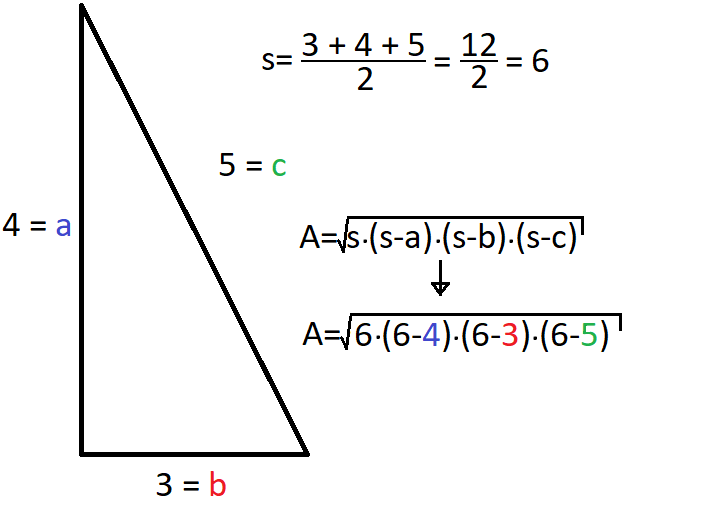 s= 3 + 4 + 5 / 2 = 12 / 2 = 6
5 = c
4 = a
A=√s·(s-a)·(s-b)·(s-c)
A=√6·(6-4)·(6-3)·(6-5)
3 = b